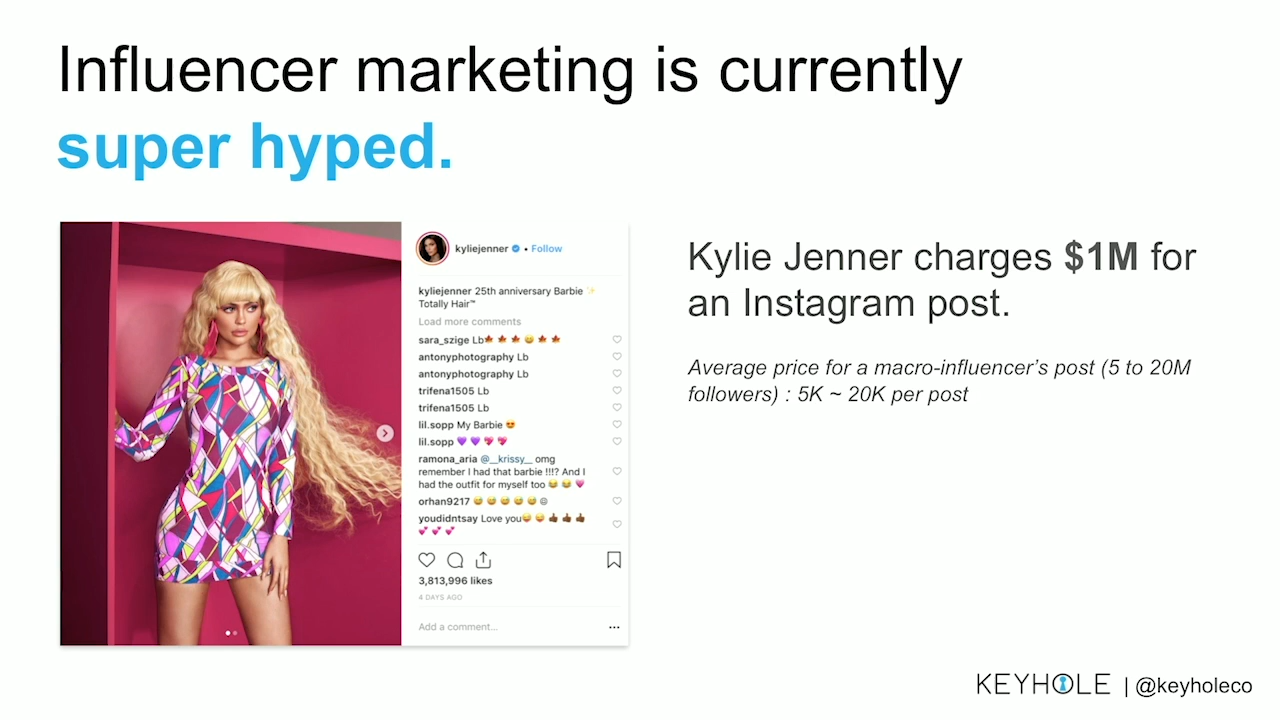 Influencer marketing is currently
super hyped.
kyliejenner • Follow
kyliejenner 25th anniversary Barbie ✨
Totally Hair™
Load more comments
sara_szige Lb🍁 🍁 🍁 😄 🍁 🍁
antonyphotography Lb
antonyphotography Lb
trifena1505 Lb
trifena1505 Lb
lil.sopp My Barbie 😍
lil.sopp 💜 💜 💖 💖
ramona_aria @__krissy__ omg
remember I had that barbie !!!? And I
had the outfit for myself too 😂 😂 💗
orhan9217 😅 😅 😅 😅 😅
youdidntsay Love you
💕 💕 💕
3,813,996 likes
4 DAYS AGO
Add a comment...
Kylie Jenner charges $1M for
an Instagram post.
Average price for a macro-influencer’s post (5 to 20M
followers) : 5K ~ 20K per post
KEYHOLE | @keyholeco